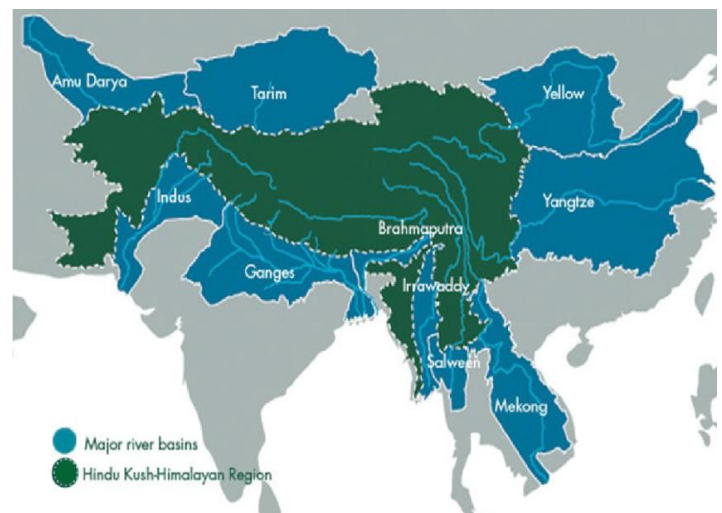 Amu Darya
Tarim
Yellow
Indus
Yangtze
Brahmaputra
Ganges
Irrawaddy
Salween
Mekong
Major river basins
Hindu Kush-Himalayan Region